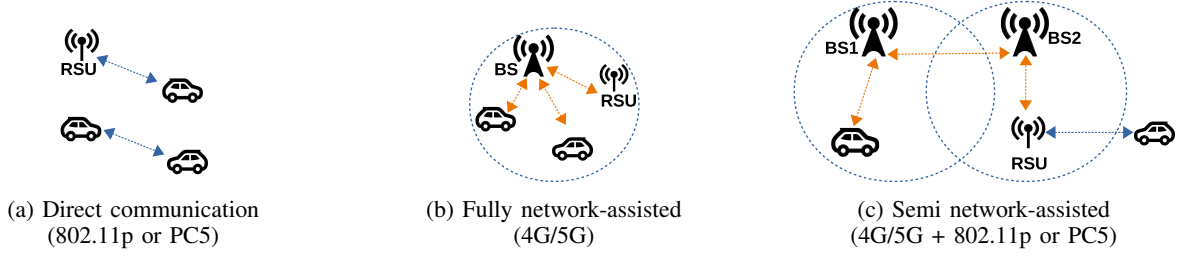 RSU
(a) Direct communication
(802.11p or PC5)
BS
RSU
(b) Fully network-assisted
(4G/5G)
BS1
BS2
RSU
(c) Semi network-assisted
(4G/5G + 802.11p or PC5)